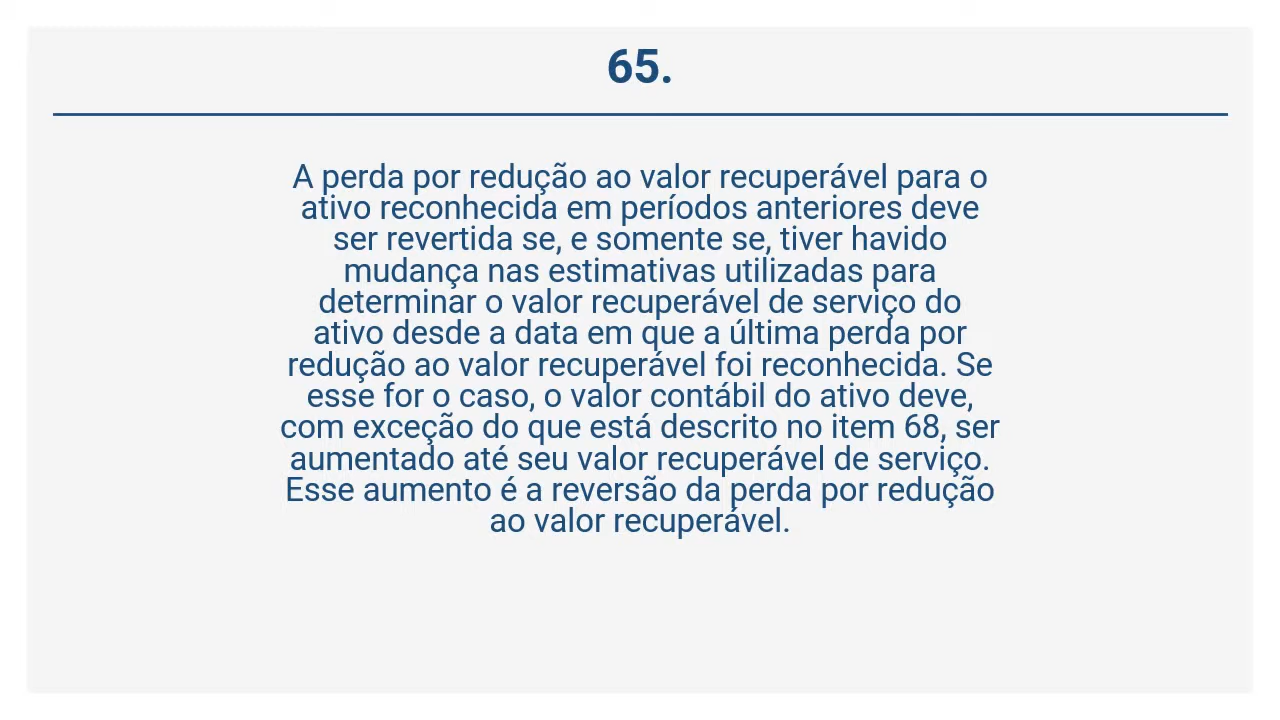 65.
A perda por redução ao valor recuperável para o
ativo reconhecida em períodos anteriores deve
ser revertida se, e somente se, tiver havido
mudança nas estimativas utilizadas para
determinar o valor recuperável de serviço do
ativo desde a data em que a última perda por
redução ao valor recuperável foi reconhecida. Se
esse for o caso, o valor contábil do ativo deve,
com exceção do que está descrito no item 68, ser
aumentado até seu valor recuperável de serviço.
Esse aumento é a reversão da perda por redução
ao valor recuperável.